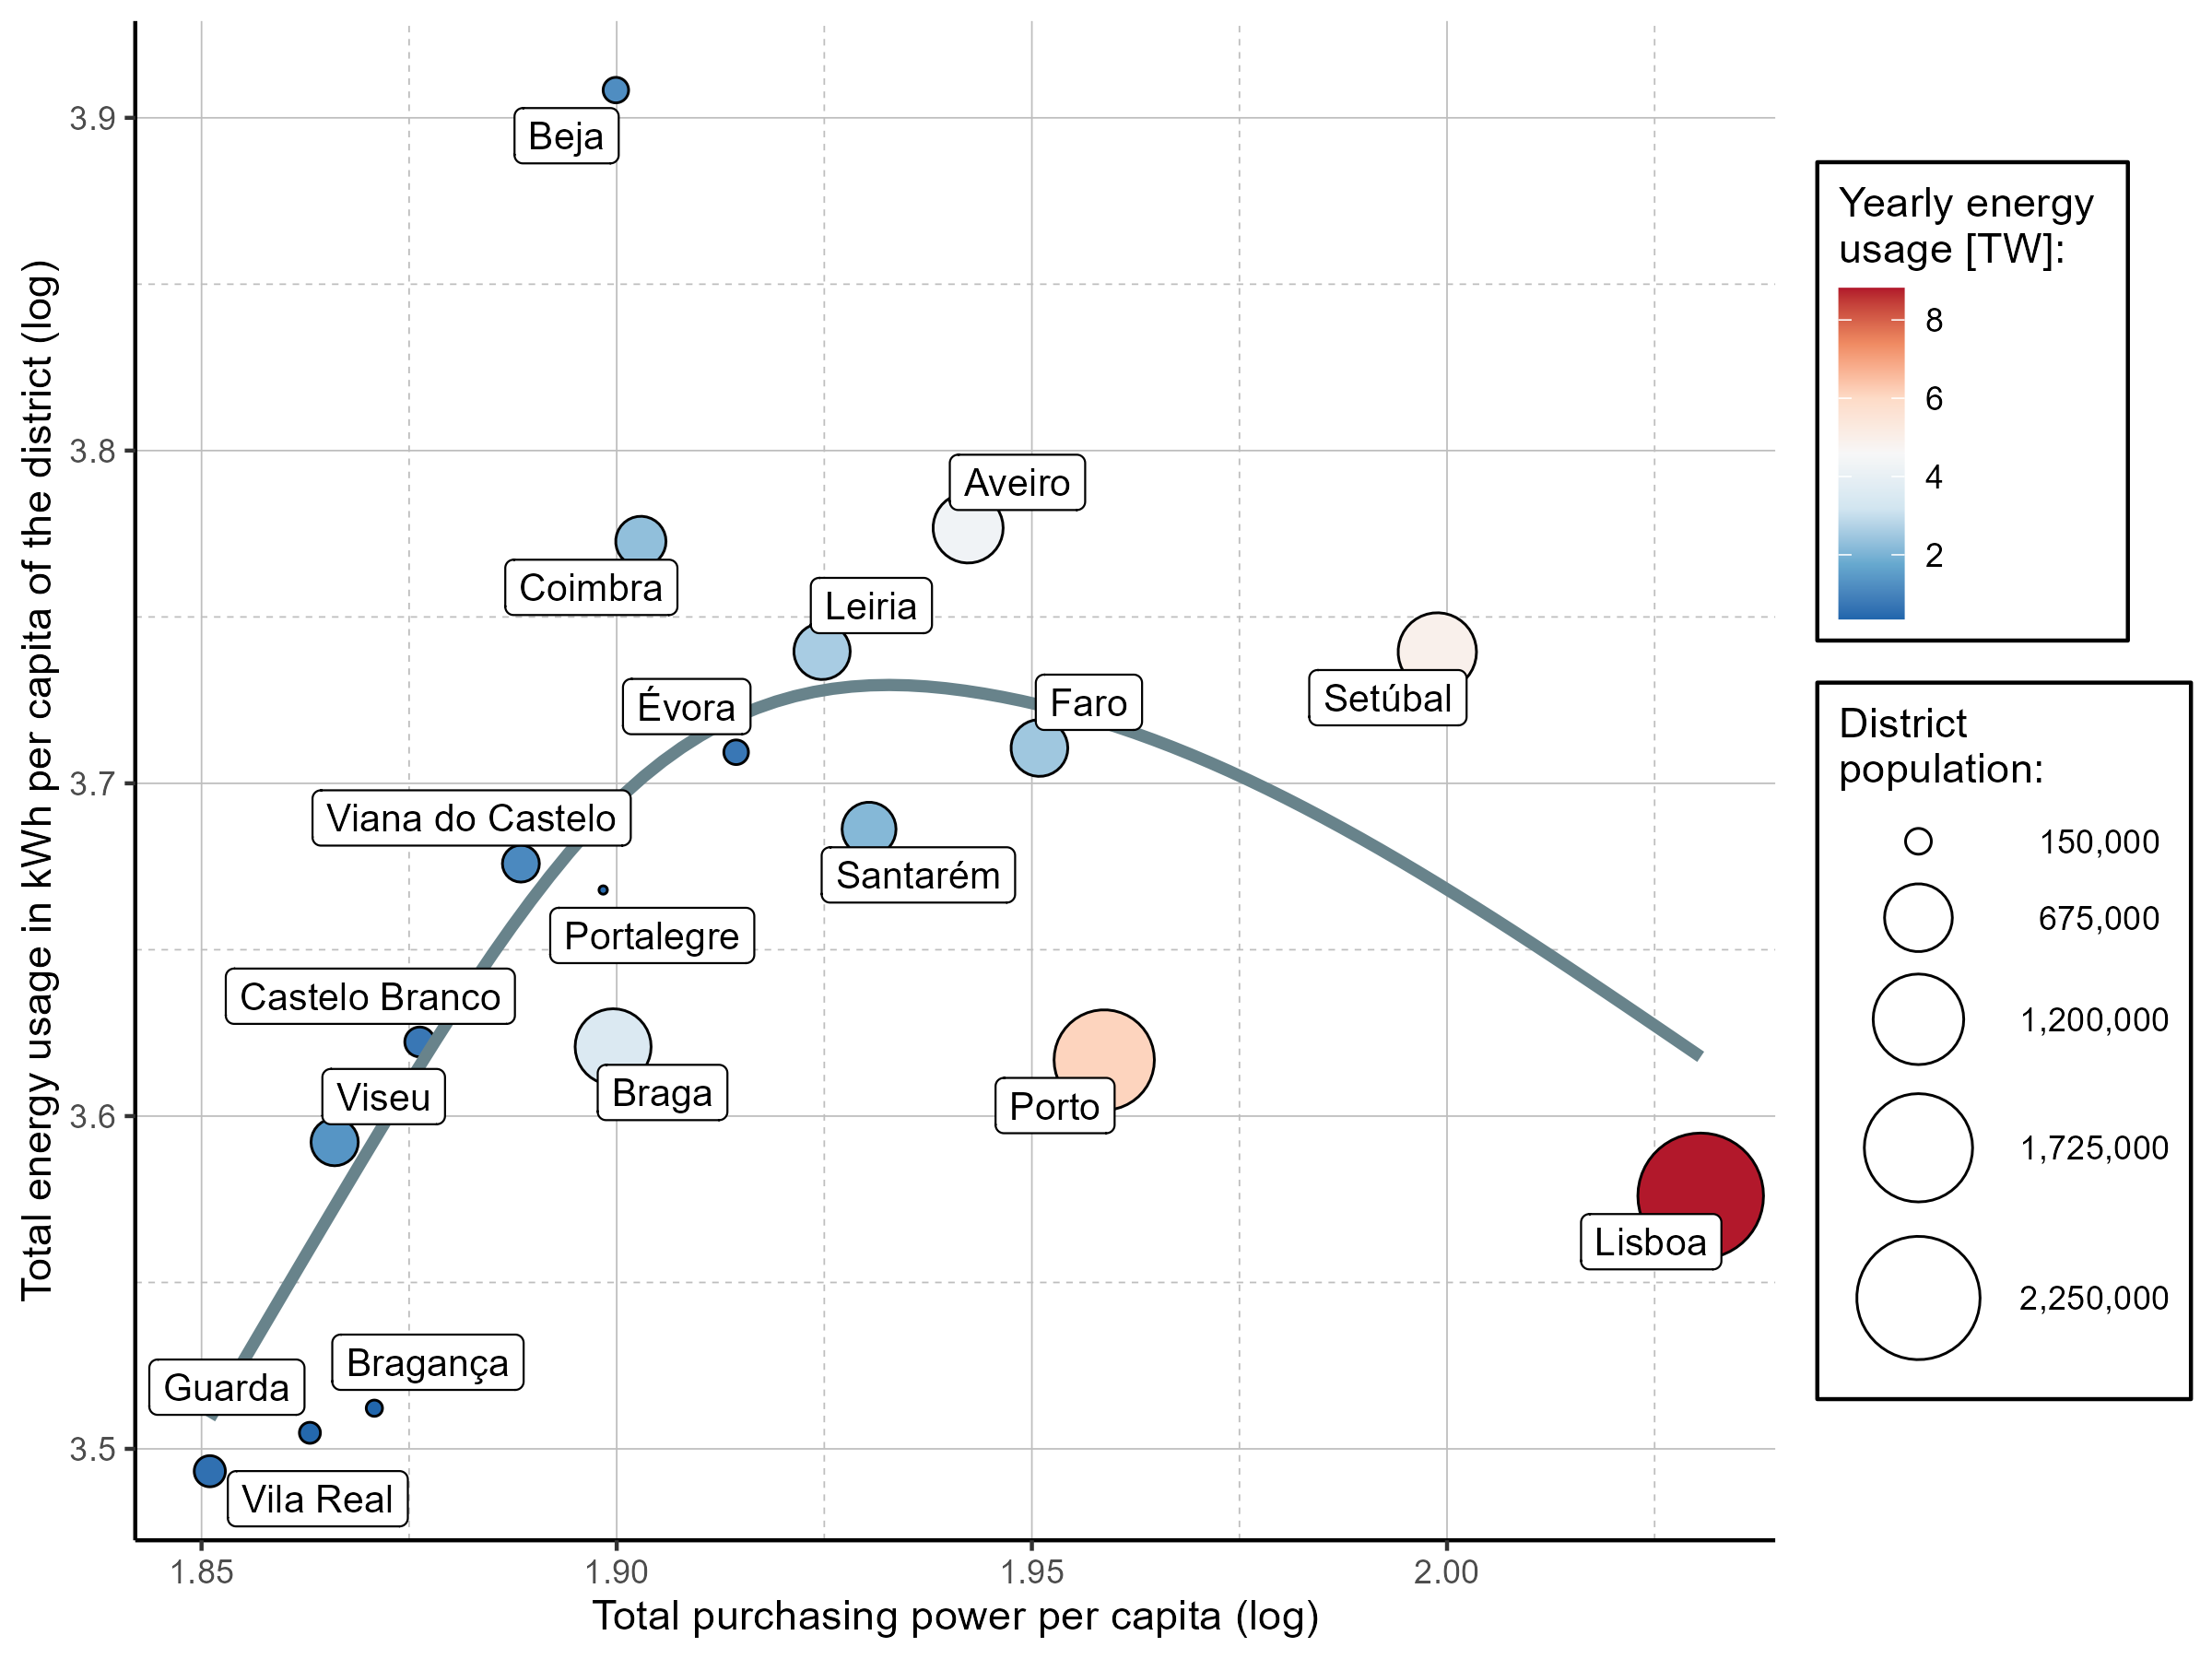 Total energy usage in kWh per capita of the district (log)
3.9
3.8
3.7
3.6
3.5
Beja
Aveiro
Coimbra
Leiria
Setúbal
Évora
Faro
Viana do Castelo
Santarém
Portalegre
Castelo Branco
Braga
Viseu
Porto
Lisboa
Bragança
Guarda
Vila Real
1.85
1.90
1.95
2.00
Total purchasing power per capita (log)
Yearly energy
usage [TW]:
8
6
4
2
District
population:
150,000
675,000
1,200,000
1,725,000
2,250,000